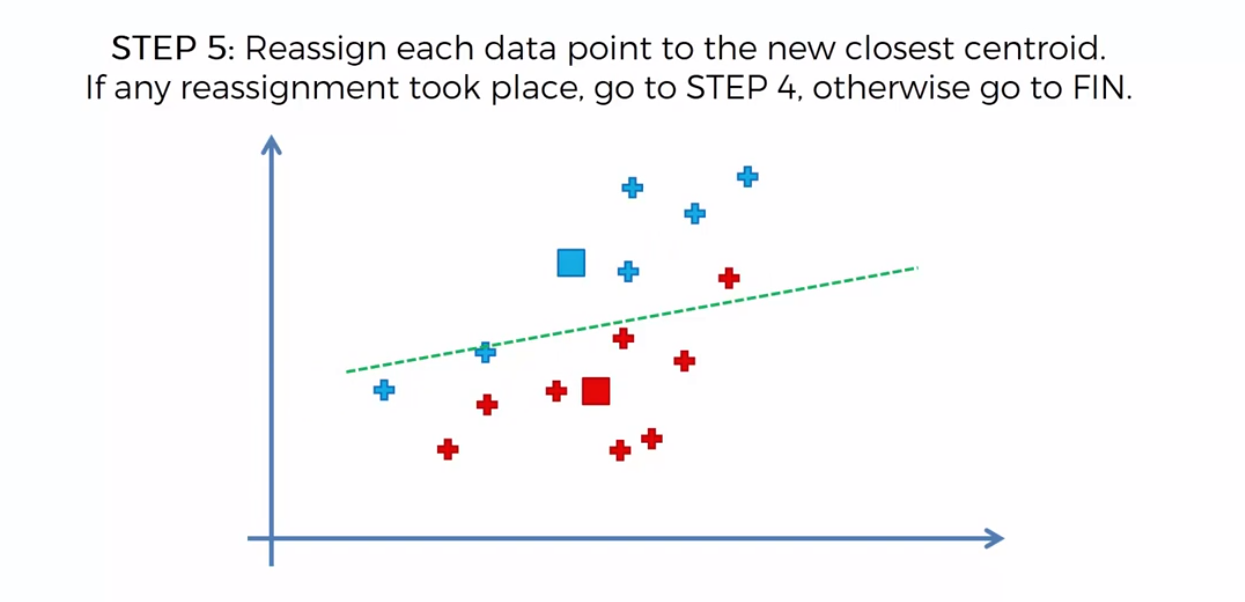 STEP 5: Reassign each data point to the new closest centroid.
If any reassignment took place, go to STEP 4, otherwise go to FIN.